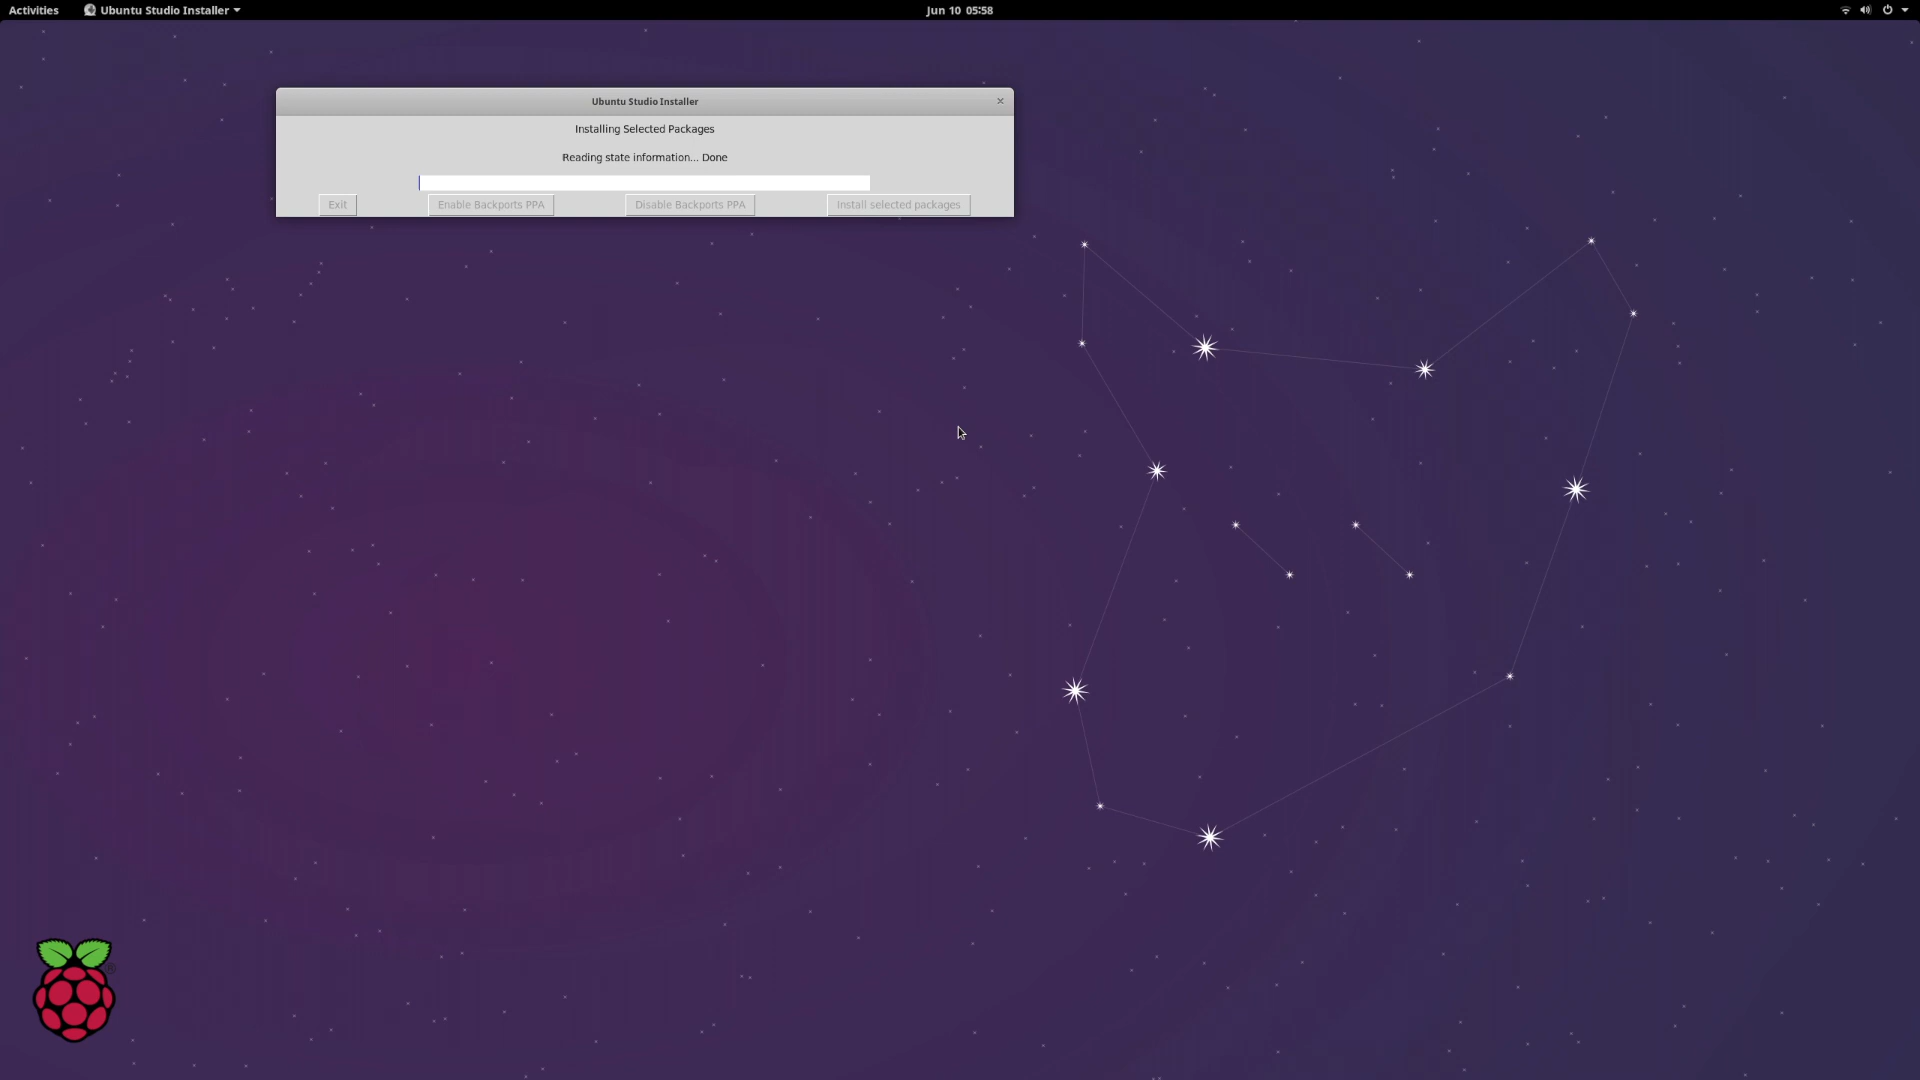 Activities
Ubuntu Studio Installer
Jun 10 05:58
Ubuntu Studio Installer
Installing Selected Packages
Reading state information... Done
Exit
Enable Backports PPA
Disable Backports PPA
Install selected packages
®